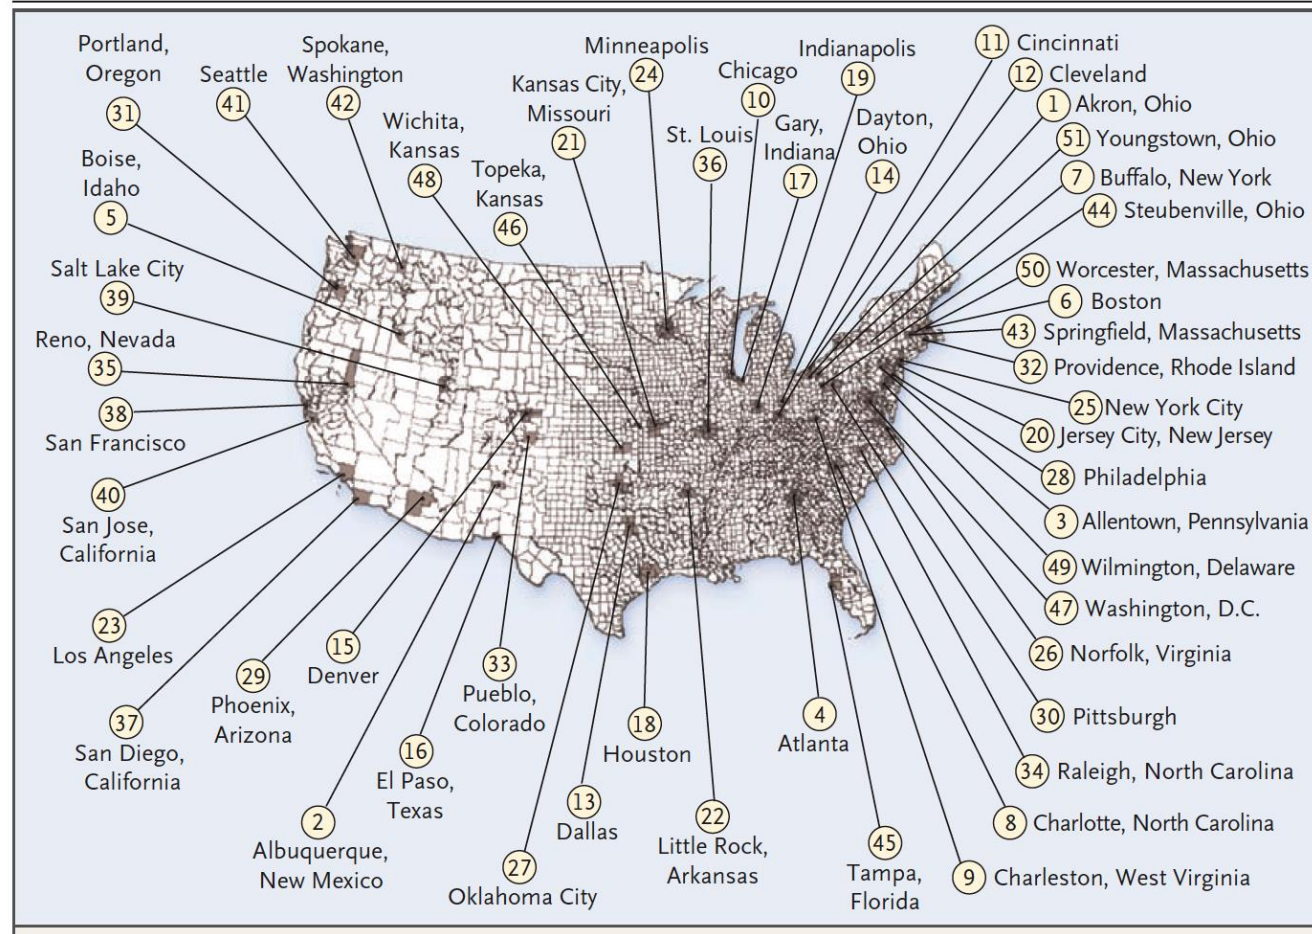 Portland,
Oregon
31
Seattle
41
Spokane,
Washington
42
Minneapolis
24
Indianapolis
19
11 Cincinnati
12 Cleveland
1 Akron, Ohio
51 Youngstown, Ohio
7 Buffalo, New York
44 Steubenville, Ohio
Kansas City,
Missouri
21
Chicago
10
Wichita,
Kansas
48
St. Louis
36
Gary,
Indiana
17
Dayton,
Ohio
14
Boise,
Idaho
5
Topeka,
Kansas
46
Salt Lake City
39
Reno, Nevada
35
38
San Francisco
40
San Jose,
California
50 Worcester, Massachusetts
6 Boston
43 Springfield, Massachusetts
32 Providence, Rhode Island
25 New York City
20 Jersey City, New Jersey
28 Philadelphia
3 Allentown, Pennsylvania
49 Wilmington, Delaware
47 Washington, D.C.
26 Norfolk, Virginia
30 Pittsburgh
34 Raleigh, North Carolina
8 Charlotte, North Carolina
9 Charleston, West Virginia
23
Los Angeles
37
San Diego,
California
29
Phoenix,
Arizona
15
Denver
2
Albuquerque,
New Mexico
16
El Paso,
Texas
33
Pueblo,
Colorado
27
Oklahoma City
13
Dallas
18
Houston
22
Little Rock,
Arkansas
4
Atlanta
45
Tampa,
Florida